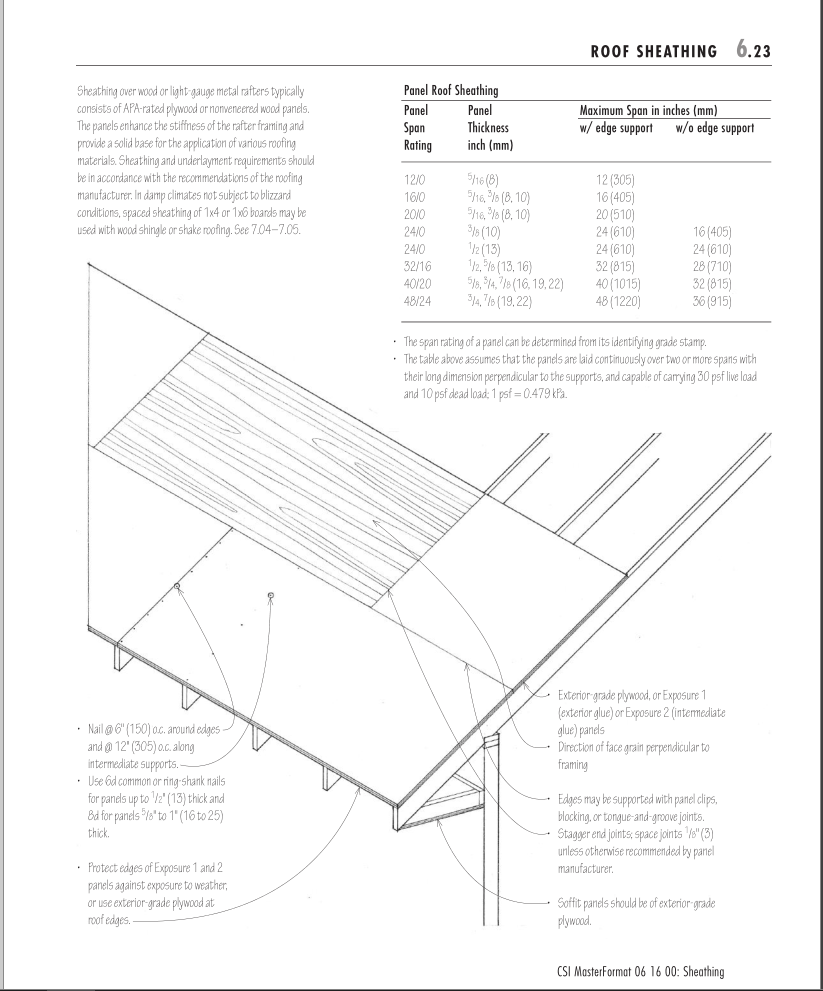 ROOF SHEATHING 6.23
Sheathing over wood or light-gauge metal rafters typically
consists of APA-rated plywood or nonveneered wood panels.
The panels enhance the stiffness of the rafter framing and
provide a solid base for the application of various roofing
materials. Sheathing and underlayment requirements should
be in accordance with the recommendations of the roofing
manufacturer. In damp climates not subject to blizzard
conditions, spaced sheathing of 1x4 or 1x6 boards may be
used with wood shingle or shake roofing. See 7.04–7.05.
Panel Roof Sheathing
Panel Panel Maximum Span in inches (mm)
Span Thickness w/ edge support w/o edge support
Rating inch (mm)
12/0 5/16 (8) 12 (305)
16/0 5/16, 3/8 (8, 10) 16 (405)
20/0 5/16, 3/8 (8, 10) 20 (510)
24/0 3/8 (10) 24 (610) 16 (405)
24/0 1/2 (13) 24 (610) 24 (610)
32/16 1/2, 5/8 (13, 16) 32 (815) 28 (710)
40/20 5/8, 3/4, 7/8 (16, 19, 22) 40 (1015) 32 (815)
48/24 3/4, 7/8 (19, 22) 48 (1220) 36 (915)
• The span rating of a panel can be determined from its identifying grade stamp.
• The table above assumes that the panels are laid continuously over two or more spans with
their long dimension perpendicular to the supports, and capable of carrying 30 psf live load
and 10 psf dead load; 1 psf = 0.479 kPa.
• Nail @ 6" (150) o.c. around edges
and @ 12" (305) o.c. along
intermediate supports.
• Use 6d common or ring-shank nails
for panels up to 1/2" (13) thick and
8d for panels 5/8" to 1" (16 to 25)
thick.
• Protect edges of Exposure 1 and 2
panels against exposure to weather,
or use exterior-grade plywood at
roof edges.
• Exterior-grade plywood, or Exposure 1
(exterior glue) or Exposure 2 (intermediate
glue) panels
• Direction of face grain perpendicular to
framing
• Edges may be supported with panel clips,
blocking, or tongue-and-groove joints.
• Stagger end joints; space joints 1/8" (3)
unless otherwise recommended by panel
manufacturer.
• Soffit panels should be of exterior-grade
plywood.
CSI MasterFormat 06 16 00: Sheathing